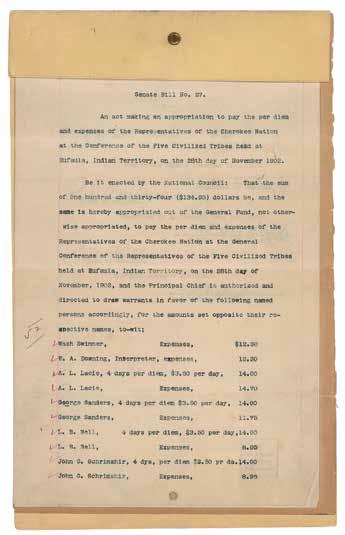 Senate Bill No. 27.
An act making an appropriation to pay the per diem
and expenses of the Representatives of the Cherokee Nation
at the Conference of the Five Civilized Tribes held at
Eufaula, Indian Territory, on the 28th day of November 1902.
Be it enacted by the National Council: That the sum
of One hundred and thirty-four ($134.93) dollars be, and the
same is hereby appropriated out of the General Fund, not other-
wise appropriated, to pay the per diem and expenses of the
Representatives of the Cherokee Nation at the General
Conference of the Representatives of the Five Civilized Tribes
held at Eufaula, Indian Territory, on the 28th day of
November, 1902, and the Principal Chief is authorized and
directed to draw warrants in favor of the following named
persons accordingly, for the amounts set opposite their re-
spective names, to-wit;
Wash Swimmer, Expenses, $12.30
W. A. Downing, Interpreter, expenses, 12.30
A. L. Lacie, 4 days per diem, $3.50 per day, 14.00
A. L. Lacie, Expenses, 14.70
George Sanders, 4 days per diem $3.50 per day, 14.00
George Sanders, Expenses, 11.75
L. B. Bell, 4 days per diem, $3.50 per day,14.00
L. B. Bell, Expenses, 8.00
John C. Schrimshir, 4 dys, per diem $3.50 pr da.14.00
John C. Schrimshir, Expenses, 8.95